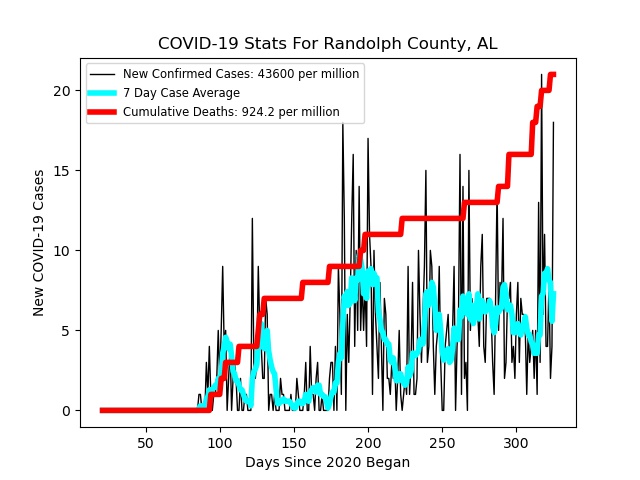 COVID-19 Stats For Randolph County, AL
New Confirmed Cases: 43600 per million
7 Day Case Average
Cumulative Deaths: 924.2 per million
20
15
10
5
0
New COVID-19 Cases
50 100 150 200 250 300
Days Since 2020 Began